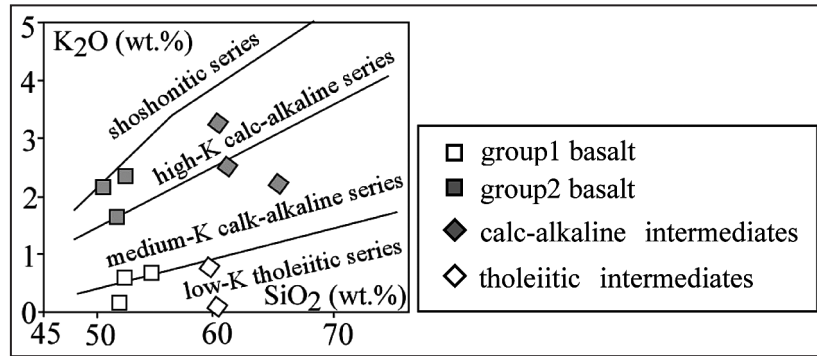 5
K2O (wt.%)
4
3
2
1
0
shoshonitic series
high-K calc-alkaline series
medium-K calk-alkaline series
low-K tholeiitic series
SiO2 (wt.%)
45 50 60 70
group1 basalt
group2 basalt
calc-alkaline intermediates
tholeiitic intermediates